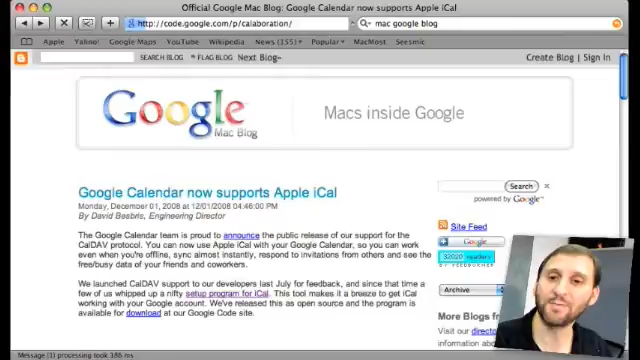 Official Google Mac Blog: Google Calendar now supports Apple iCal
http://code.google.com/p/calaboration/
mac google blog
Apple Yahoo! Google Maps YouTube Wikipedia News (355) Popular MacMost Seesmic
SEARCH BLOG FLAG BLOG Next Blog» Create Blog | Sign In
Google Mac Blog
Macs inside Google
Google Calendar now supports Apple iCal
Monday, December 01, 2008 at 12/01/2008 04:46:00 PM
By David Besbris, Engineering Director
The Google Calendar team is proud to announce the public release of our support for the
CalDAV protocol. You can now use Apple iCal with your Google Calendar, so you can work
even when you're offline, sync almost instantly, respond to invitations from others and see the
free/busy data of your friends and coworkers.
We launched CalDAV support to our developers last July for feedback, and since that time a
few of us whipped up a nifty setup program for iCal. This tool makes it a breeze to get iCal
working with your Google account. We've released this as open source and the program is
available for download at our Google Code site.
Search
powered by Google
Site Feed
Google
32020 readers
BY FEEDBURNER
Archive
More Blogs f
Visit our direc
Message (1) processing took 186 ms